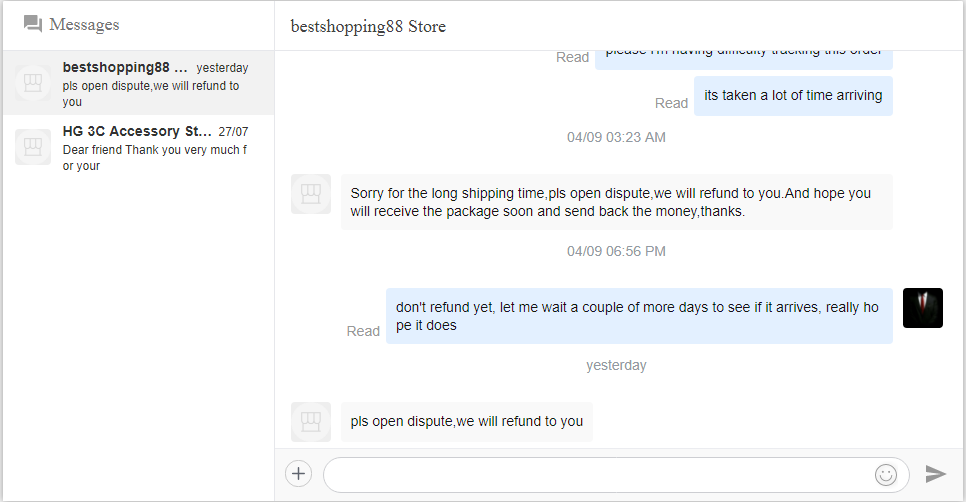 Messages
bestshopping88 ... yesterday
pls open dispute,we will refund to
you
HG 3C Accessory St... 27/07
Dear friend Thank you very much f
or your
bestshopping88 Store
please I'm having difficulty tracking this order
Read
its taken a lot of time arriving
Read
04/09 03:23 AM
Sorry for the long shipping time,pls open dispute,we will refund to you.And hope you
will receive the package soon and send back the money,thanks.
04/09 06:56 PM
don't refund yet, let me wait a couple of more days to see if it arrives, really ho
pe it does
Read
yesterday
pls open dispute,we will refund to you